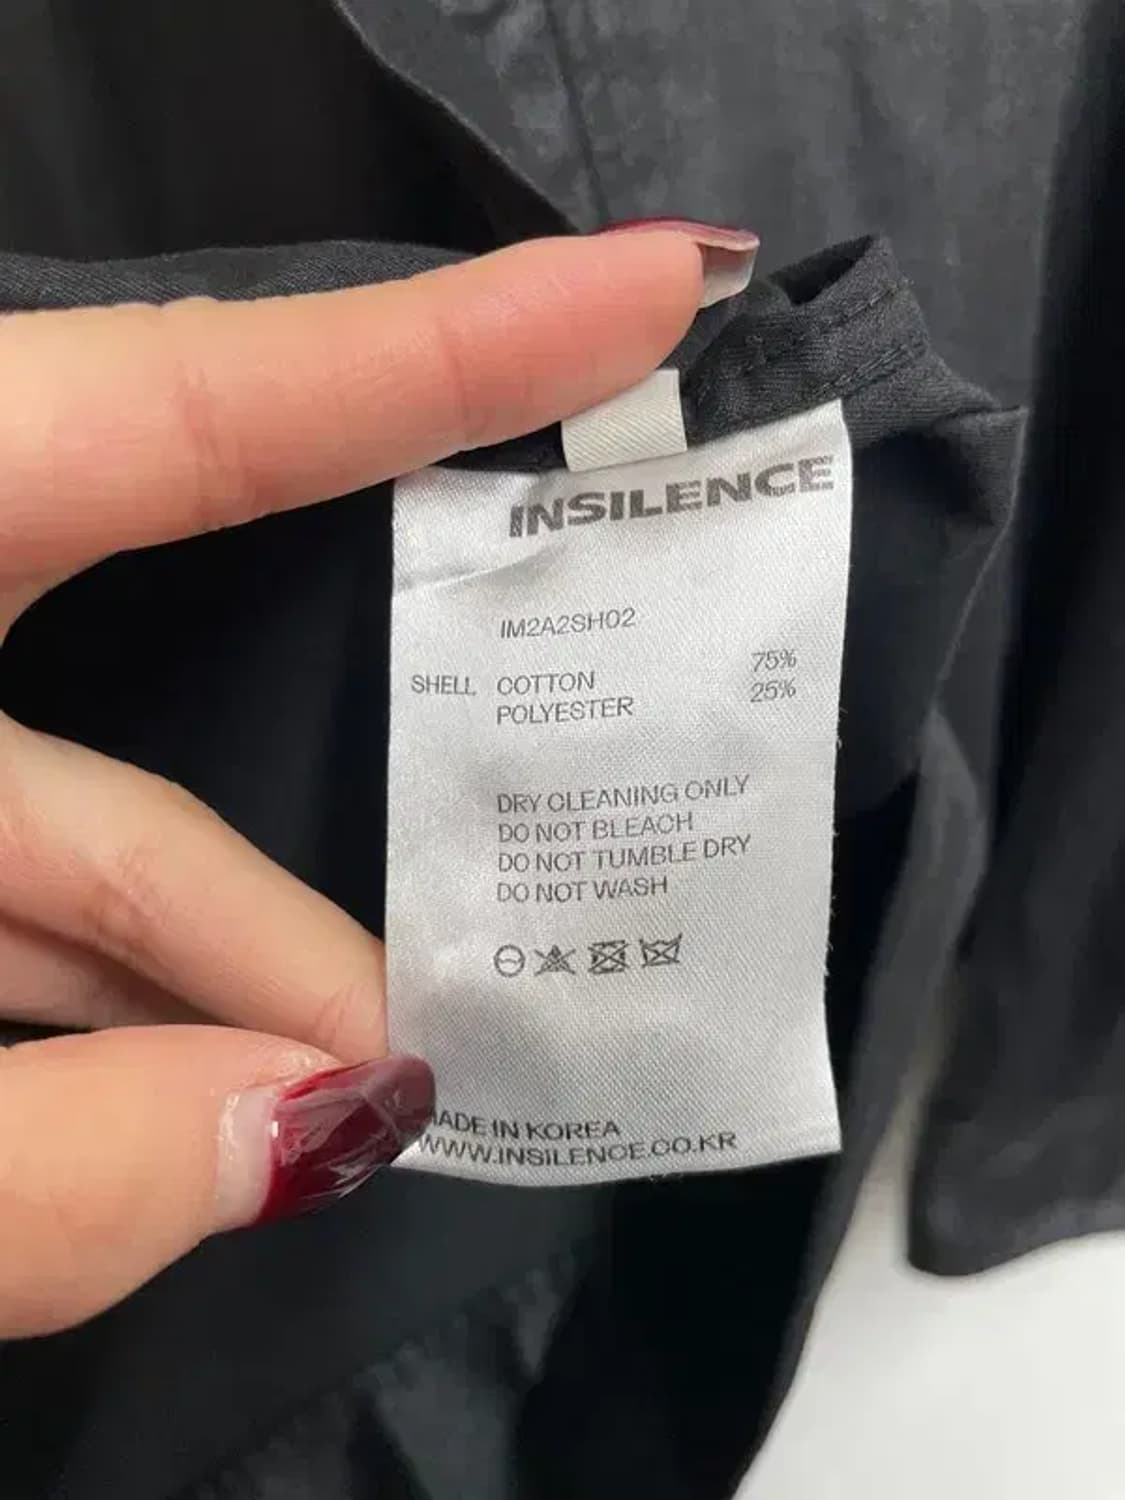 INSILENCE
IM2A2SH02
SHELL COTTON 75%
POLYESTER 25%
DRY CLEANING ONLY
DO NOT BLEACH
DO NOT TUMBLE DRY
DO NOT WASH
MADE IN KOREA
WWW.INSILENCE.CO.KR